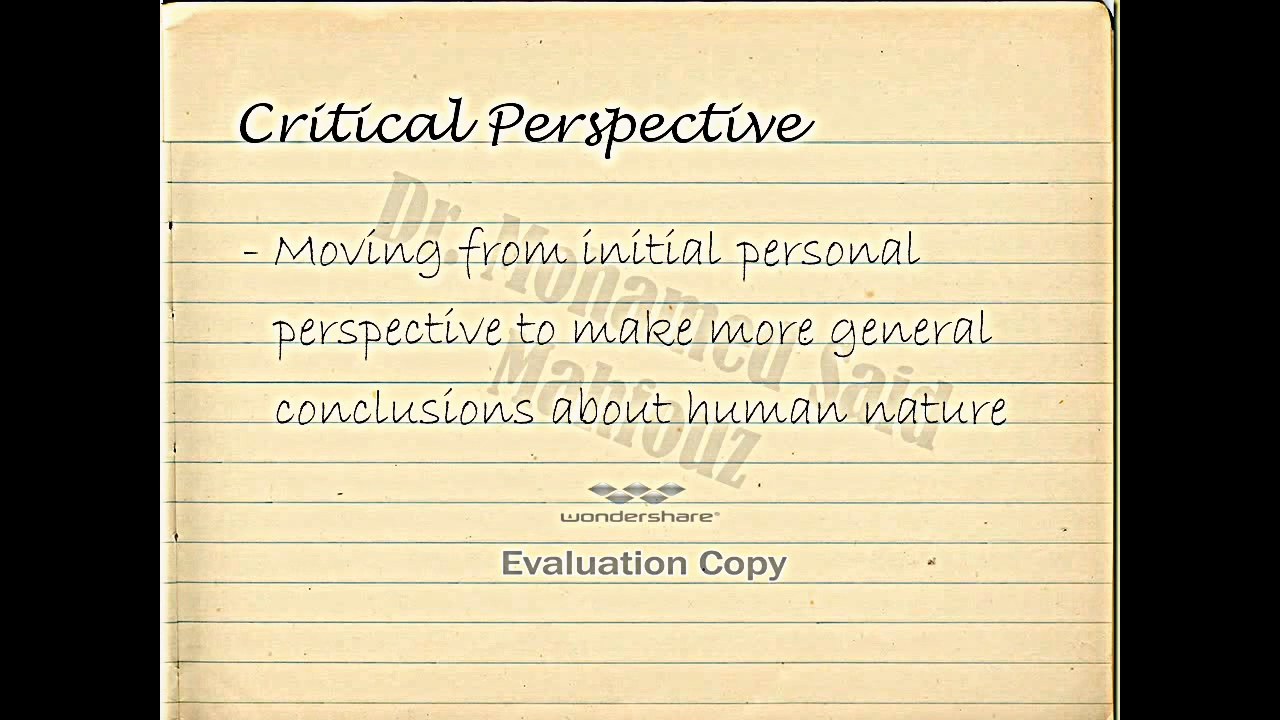 Critical Perspective
- Moving from initial personal
perspective to make more general
conclusions about human nature
Dr. Mohamed Said
Mahfouz
wondershare®
Evaluation Copy